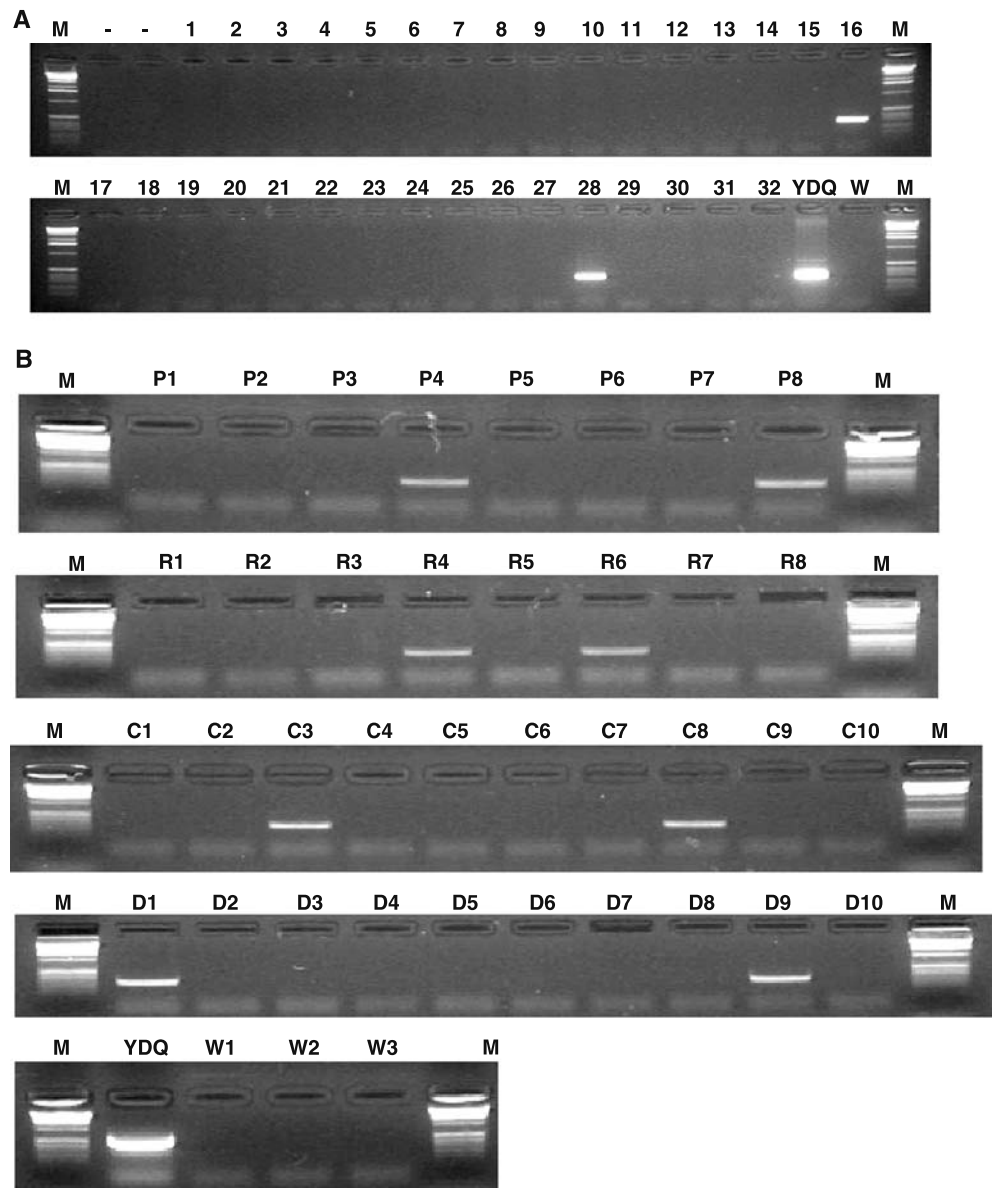 A
M - - 1 2 3 4 5 6 7 8 9 10 11 12 13 14 15 16 M
M 17 18 19 20 21 22 23 24 25 26 27 28 29 30 31 32 YDQ W M
B
M P1 P2 P3 P4 P5 P6 P7 P8 M
M R1 R2 R3 R4 R5 R6 R7 R8 M
M C1 C2 C3 C4 C5 C6 C7 C8 C9 C10 M
M D1 D2 D3 D4 D5 D6 D7 D8 D9 D10 M
M YDQ W1 W2 W3 M